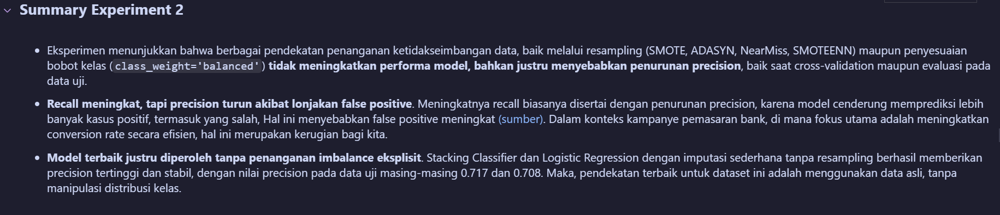 Summary Experiment 2
Eksperimen menunjukkan bahwa berbagai pendekatan penanganan ketidakseimbangan data, baik melalui resampling (SMOTE, ADASYN, NearMiss, SMOTEENN) maupun penyesuaian
bobot kelas (class_weight='balanced') tidak meningkatkan performa model, bahkan justru menyebabkan penurunan precision, baik saat cross-validation maupun evaluasi pada
data uji.
Recall meningkat, tapi precision turun akibat lonjakan false positive. Meningkatnya recall biasanya disertai dengan penurunan precision, karena model cenderung memprediksi lebih
banyak kasus positif, termasuk yang salah, Hal ini menyebabkan false positive meningkat (sumber). Dalam konteks kampanye pemasaran bank, di mana fokus utama adalah meningkatkan
conversion rate secara efisien, hal ini merupakan kerugian bagi kita.
Model terbaik justru diperoleh tanpa penanganan imbalance eksplisit. Stacking Classifier dan Logistic Regression dengan imputasi sederhana tanpa resampling berhasil memberikan
precision tertinggi dan stabil, dengan nilai precision pada data uji masing-masing 0.717 dan 0.708. Maka, pendekatan terbaik untuk dataset ini adalah menggunakan data asli, tanpa
manipulasi distribusi kelas.